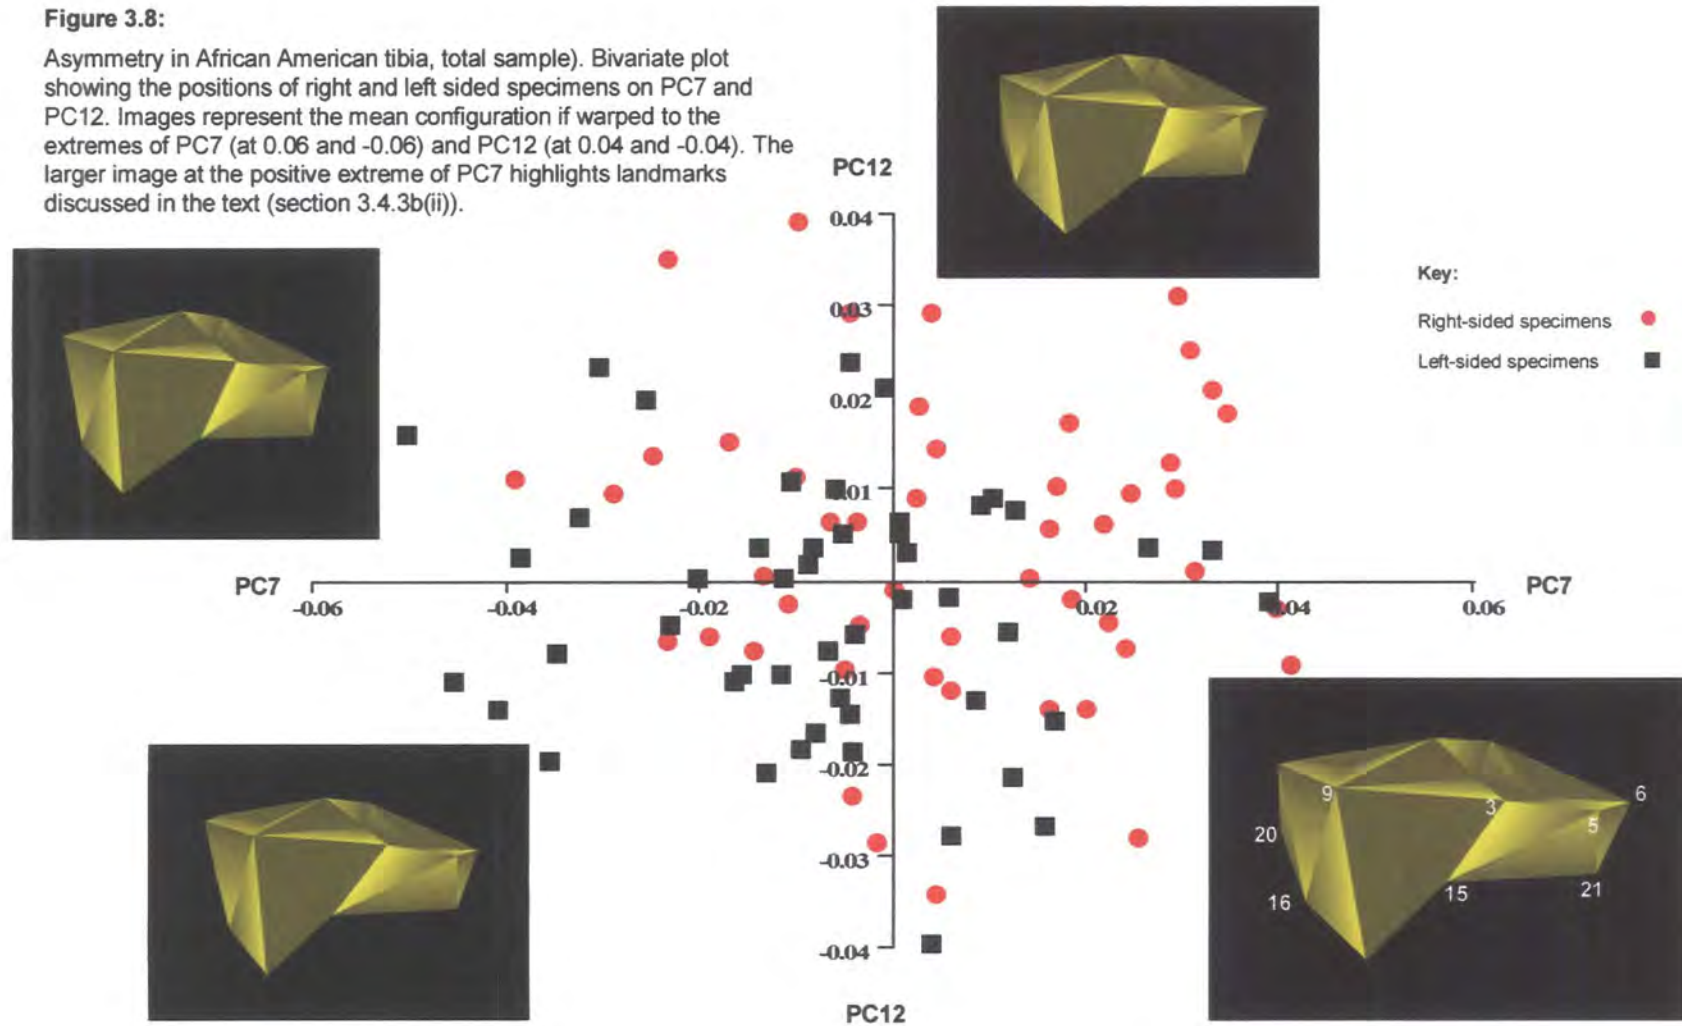 Figure 3.8:
Asymmetry in African American tibia, total sample). Bivariate plot
showing the positions of right and left sided specimens on PC7 and
PC12. Images represent the mean configuration if warped to the
extremes of PC7 (at 0.06 and -0.06) and PC12 (at 0.04 and -0.04). The
larger image at the positive extreme of PC7 highlights landmarks
discussed in the text (section 3.4.3b(ii)).
PC12
0.04
0.03
0.02
0.01
Key:
Right-sided specimens
Left-sided specimens
PC7
-0.06
-0.04
-0.02
0.02
0.04
0.06
PC7
-0.01
-0.02
-0.03
-0.04
PC12
9
3
6
5
20
15
21
16